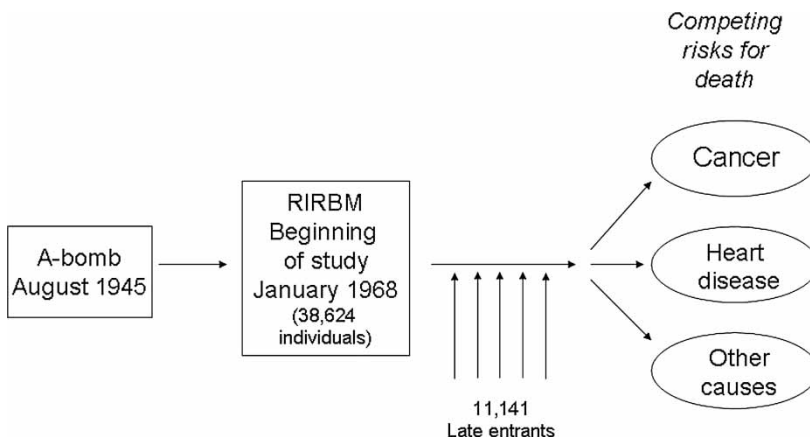 Competing
risks for
death
Cancer
RIRBM
Beginning
of study
January 1968
(38,624
individuals)
A-bomb
August 1945
Heart
disease
Other
causes
11,141
Late entrants